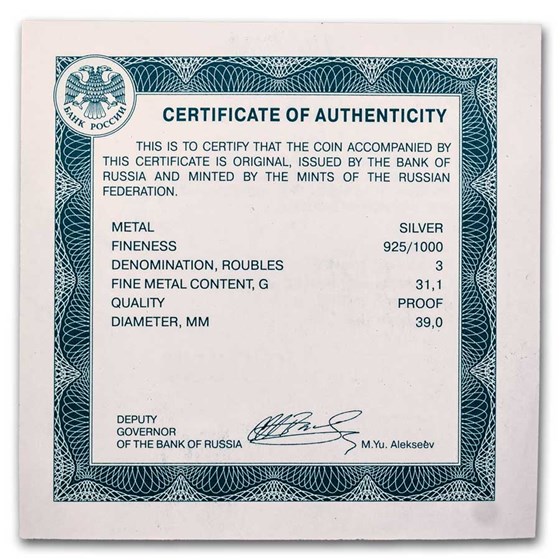 БАНК РОССИИ
CERTIFICATE OF AUTHENTICITY
THIS IS TO CERTIFY THAT THE COIN ACCOMPANIED BY
THIS CERTIFICATE IS ORIGINAL, ISSUED BY THE BANK OF
RUSSIA AND MINTED BY THE MINTS OF THE RUSSIAN
FEDERATION.
METAL SILVER
FINENESS 925/1000
DENOMINATION, ROUBLES 3
FINE METAL CONTENT, G 31,1
QUALITY PROOF
DIAMETER, MM 39,0
DEPUTY
GOVERNOR
OF THE BANK OF RUSSIA M.Yu. Alekseëv